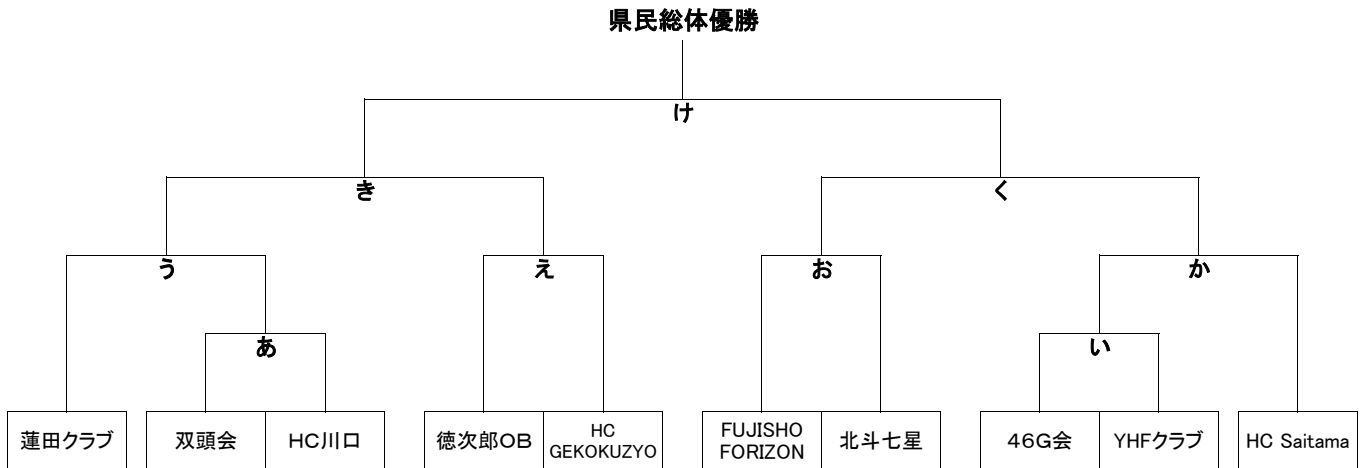 県民総体優勝
け
き
く
う
え
お
か
あ
い
蓮田クラブ
双頭会
HC川口
徳次郎OB
HC
GEKOKUZYO
FUJISHO
FORIZON
北斗七星
46G会
YHFクラブ
HC Saitama